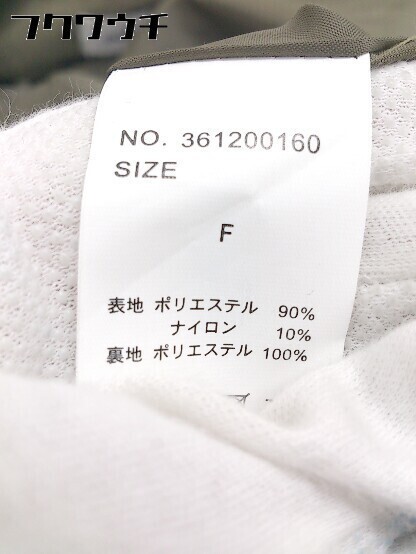 フクワウチ
NO. 361200160
SIZE
F
表地 ポリエステル 90%
ナイロン 10%
裏地 ポリエステル 100%